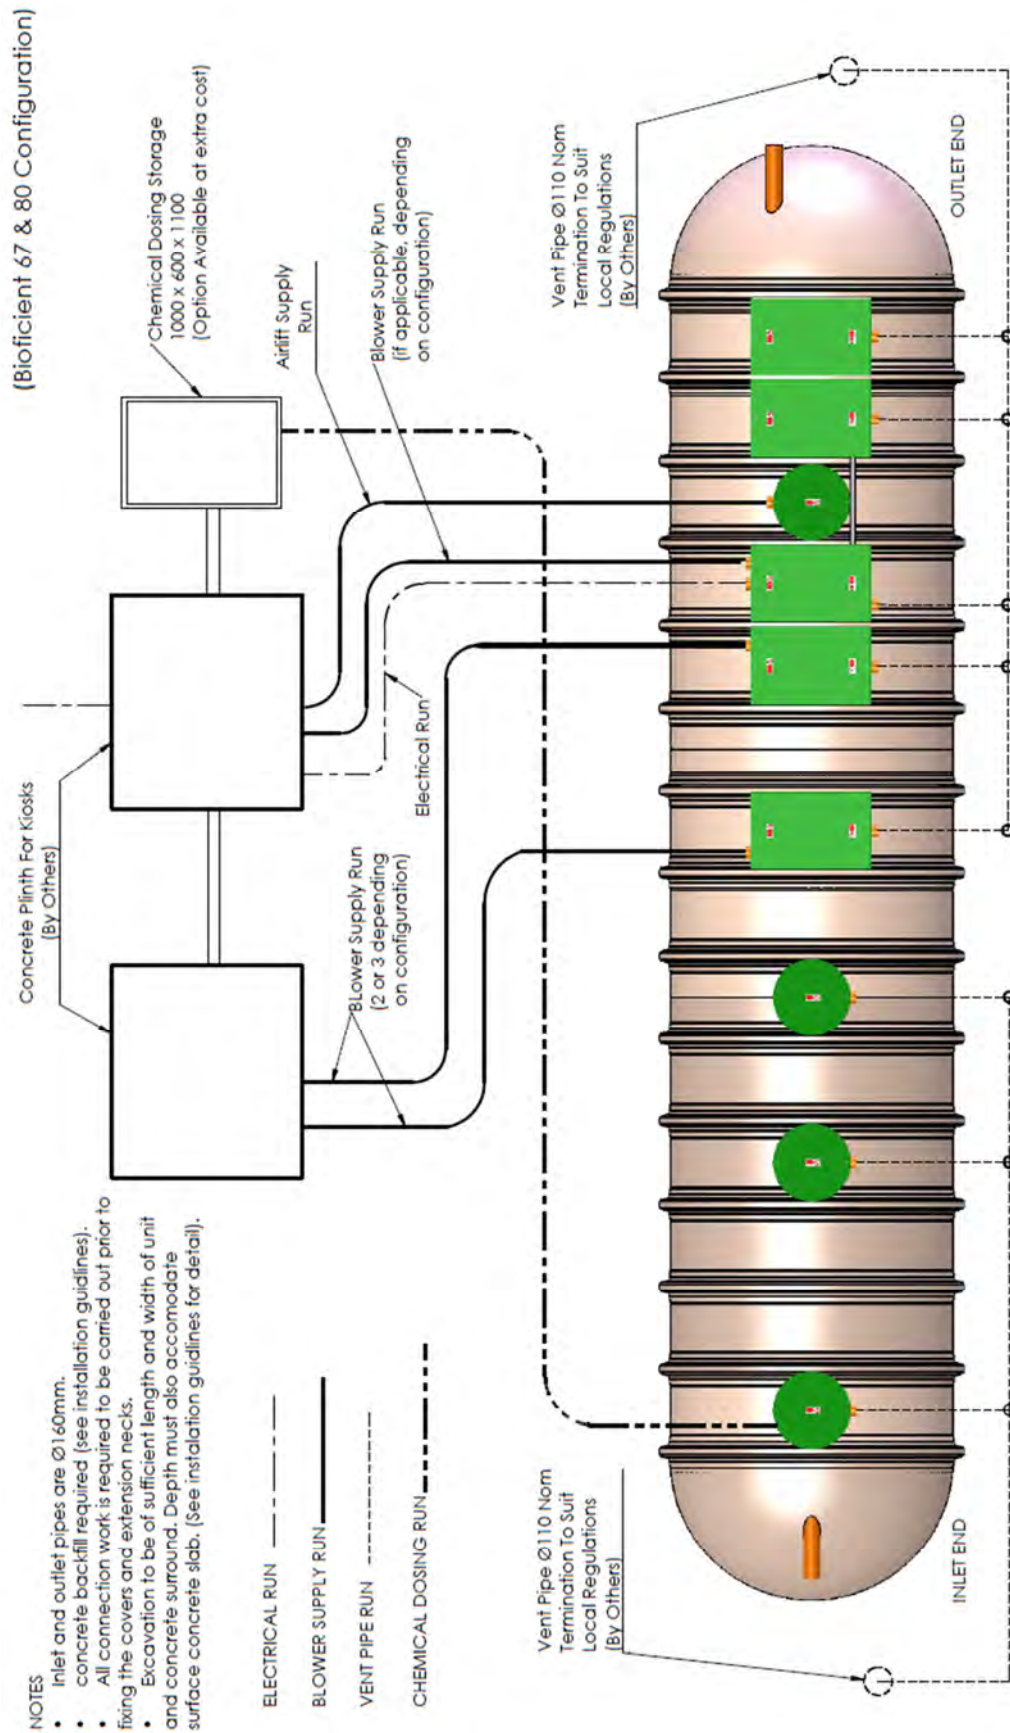 (Bioficient 67 & 80 Configuration)
NOTES
• Inlet and outlet pipes are Ø160mm.
• concrete backfill required (see installation guidlines).
• All connection work is required to be carried out prior to
fixing the covers and extension necks.
• Excavation to be of sufficient length and width of unit
and concrete surround. Depth must also accomodate
surface concrete slab. (See instalation guidlines for detail).
ELECTRICAL RUN
BLOWER SUPPLY RUN
VENT PIPE RUN
CHEMICAL DOSING RUN
Concrete Plinth For Kiosks
(By Others)
Chemical Dosing Storage
1000 x 600 x 1100
(Option Available at extra cost)
BLower Supply Run
(2 or 3 depending
on configuration)
Electrical Run
Airlift Supply
Run
Blower Supply Run
(if applicable, depending
on configuration)
Vent Pipe Ø110 Nom
Termination To Suit
Local Regulations
(By Others)
Vent Pipe Ø110 Nom
Termination To Suit
Local Regulations
(By Others)
INLET END
OUTLET END